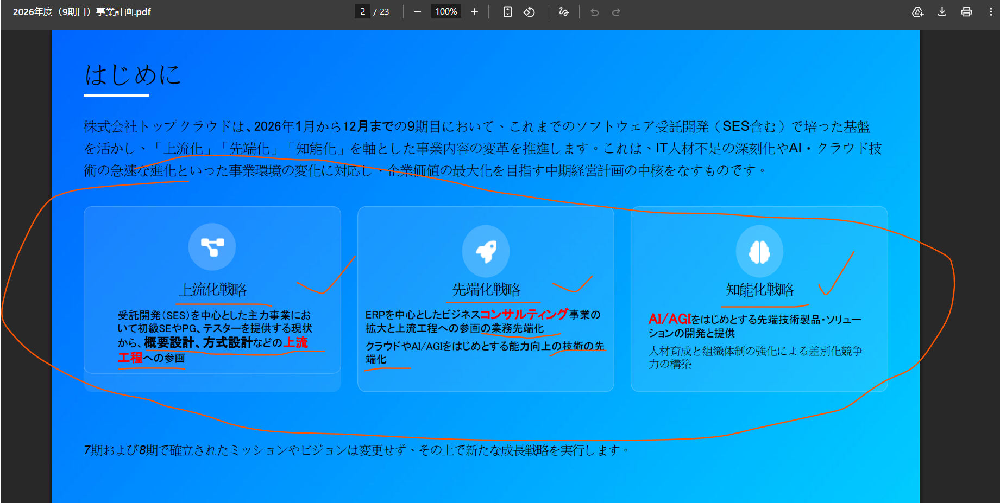 2026年度（9期目）事業計画.pdf
2 / 23
100%
はじめに
株式会社トップクラウドは、2026年1月から12月までの9期目において、これまでのソフトウェア受託開発（SES含む）で培った基盤
を活かし、「上流化」「先端化」「知能化」を軸とした事業内容の変革を推進します。これは、IT人材不足の深刻化やAI・クラウド技
術の急速な進化といった事業環境の変化に対応し、企業価値の最大化を目指す中期経営計画の中核をなすものです。
上流化戦略
受託開発（SES）を中心とした主力事業にお
いて初級SEやPG、テスターを提供する現状
から、概要設計、方式設計などの上流
工程への参画
先端化戦略
ERPを中心としたビジネスコンサルティング事業の
拡大と上流工程への参画の業務先端化
クラウドやAI/AGIをはじめとする能力向上の技術の先
端化
知能化戦略
AI/AGIをはじめとする先端技術製品・ソリュー
ションの開発と提供
人材育成と組織体制の強化による差別化競争
力の構築
7期および8期で確立されたミッションやビジョンは変更せず、その上で新たな成長戦略を実行します。